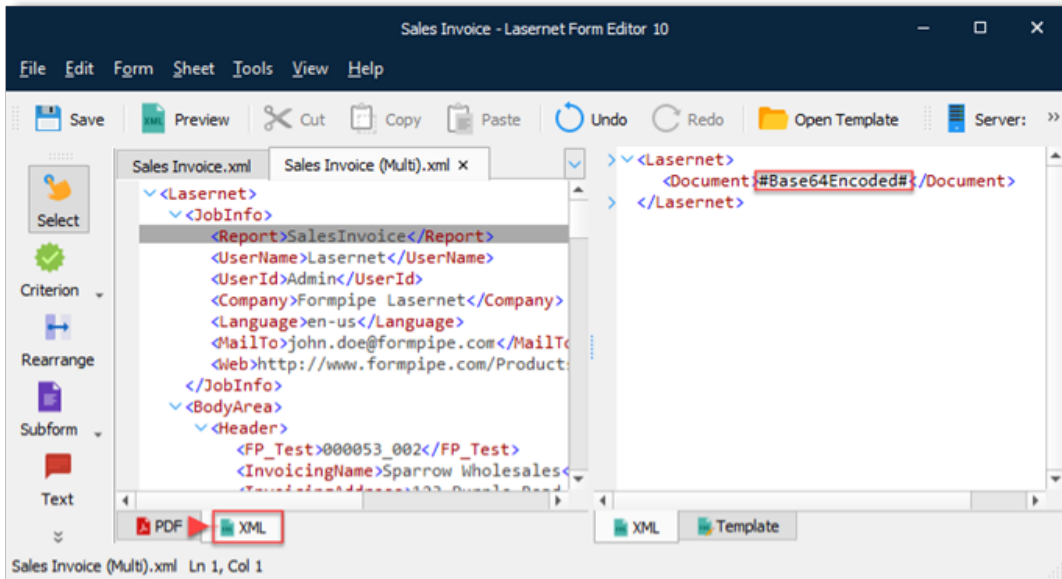 Sales Invoice - Lasernet Form Editor 10
File Edit Form Sheet Tools View Help
Save Preview Cut Copy Paste Undo Redo Open Template Server: »
Select
Criterion
Rearrange
Subform
Text
Sales Invoice.xml Sales Invoice (Multi).xml ×
<Lasernet>
<JobInfo>
<Report>SalesInvoice</Report>
<UserName>Lasernet</UserName>
<UserId>Admin</UserId>
<Company>Formpipe Lasernet</Company>
<Language>en-us</Language>
<MailTo>john.doe@formpipe.com</MailTo
<Web>http://www.formpipe.com/Product
</JobInfo>
<BodyArea>
<Header>
<FP_Test>000053_002</FP_Test>
<InvoicingName>Sparrow Wholesales<
<Lasernet>
<Document>#Base64Encoded#</Document>
</Lasernet>
PDF XML
XML Template
Sales Invoice (Multi).xml Ln 1, Col 1